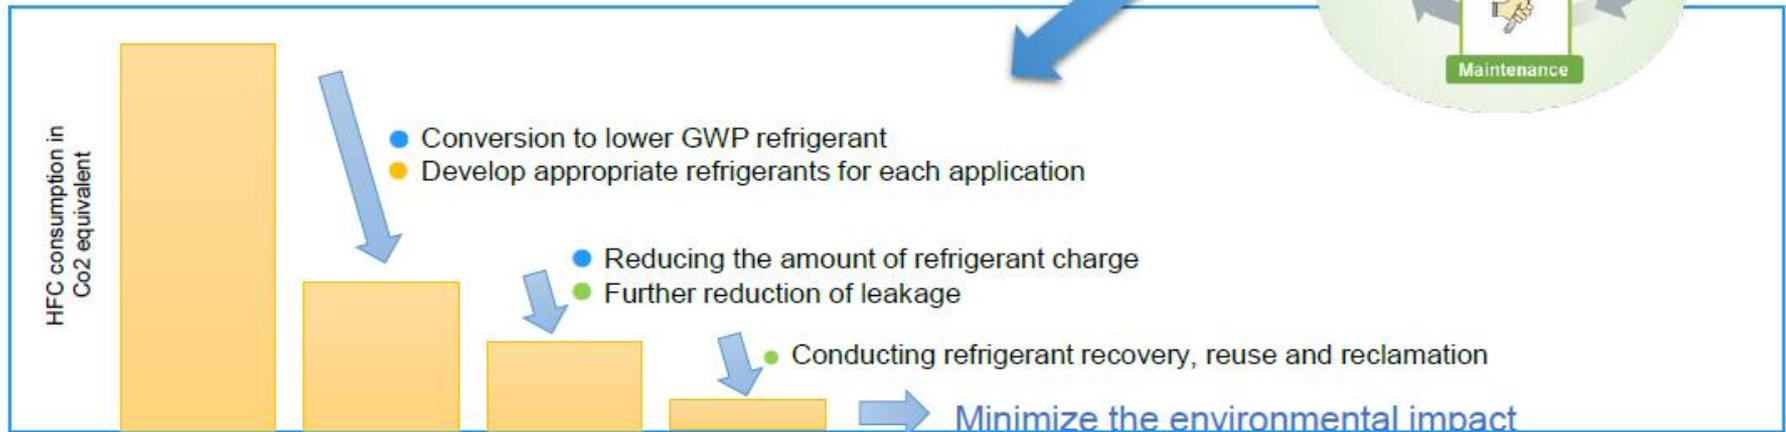 Maintenance
HFC consumption in
Co2 equivalent
Conversion to lower GWP refrigerant
Develop appropriate refrigerants for each application
Reducing the amount of refrigerant charge
Further reduction of leakage
Conducting refrigerant recovery, reuse and reclamation
Minimize the environmental impact